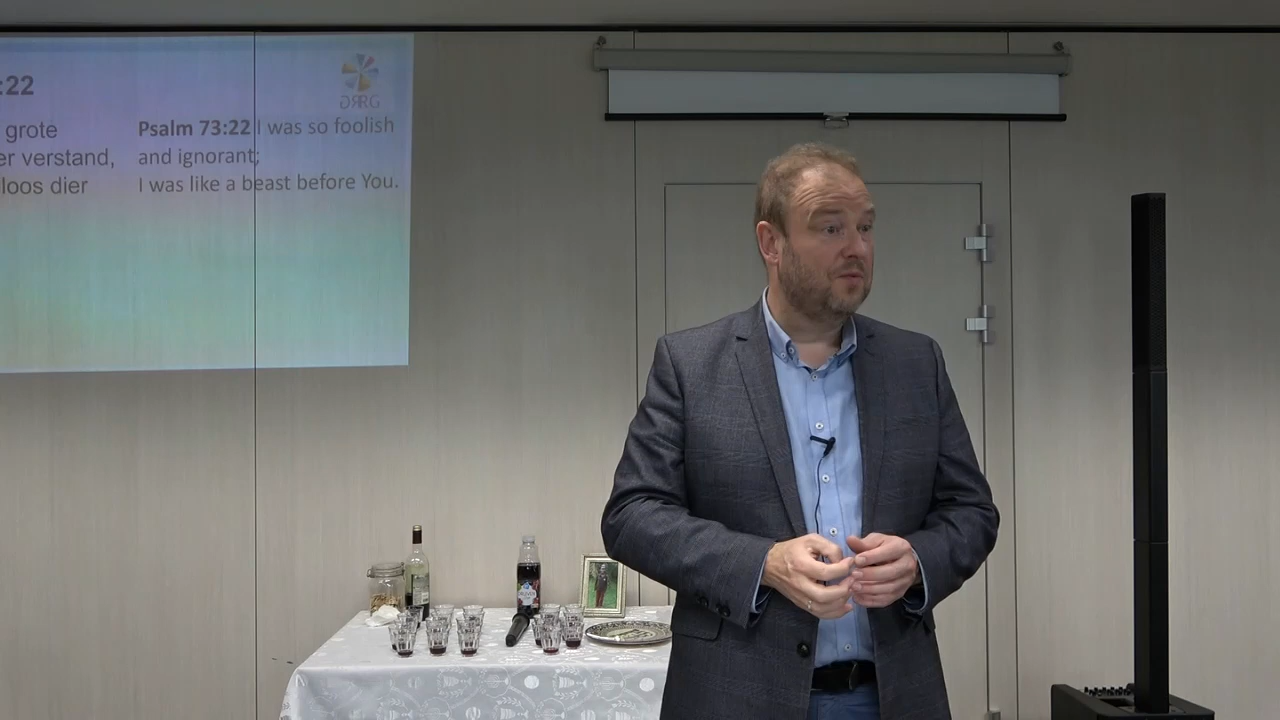 :22
grote
er verstand,
loos dier
GRRG
Psalm 73:22 I was so foolish
and ignorant;
I was like a beast before You.